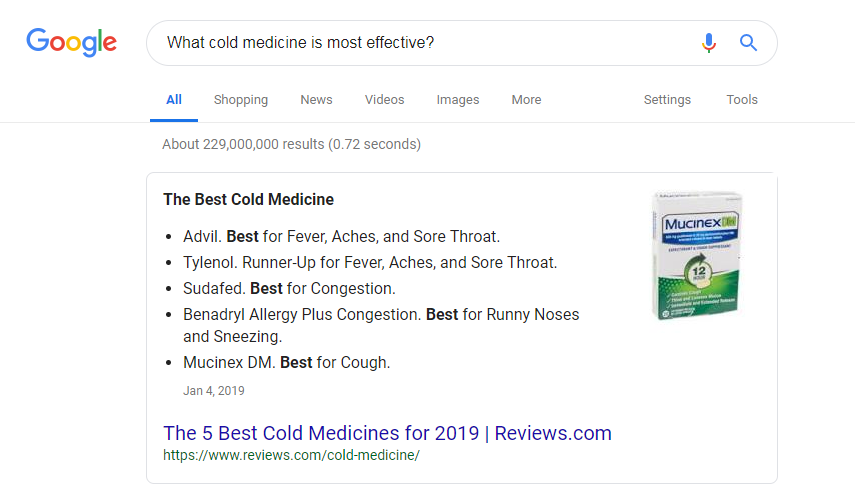 Google
What cold medicine is most effective?
All Shopping News Videos Images More Settings Tools
About 229,000,000 results (0.72 seconds)
The Best Cold Medicine
Advil. Best for Fever, Aches, and Sore Throat.
Tylenol. Runner-Up for Fever, Aches, and Sore Throat.
Sudafed. Best for Congestion.
Benadryl Allergy Plus Congestion. Best for Runny Noses
and Sneezing.
Mucinex DM. Best for Cough.
Jan 4, 2019
Mucinex DM
12
HOUR
Controls Cough
The 5 Best Cold Medicines for 2019 | Reviews.com
https://www.reviews.com/cold-medicine/